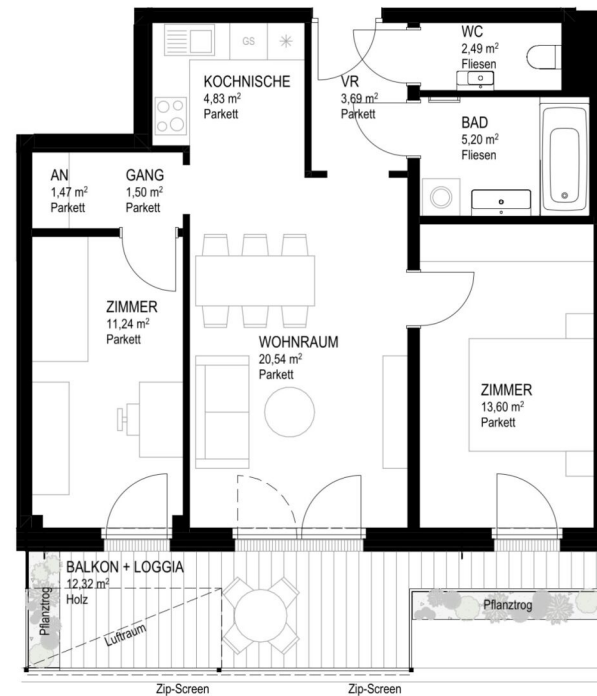 WC
2,49 m²
Fliesen
GS
KOCHNISCHE
4,83 m²
Parkett
VR
3,69 m²
Parkett
BAD
5,20 m²
Fliesen
AN
1,47 m²
Parkett
GANG
1,50 m²
Parkett
ZIMMER
11,24 m²
Parkett
WOHNRAUM
20,54 m²
Parkett
ZIMMER
13,60 m²
Parkett
BALKON + LOGGIA
12,32 m²
Holz
Pflanztrog
Luftraum
Pflanztrog
Zip-Screen
Zip-Screen